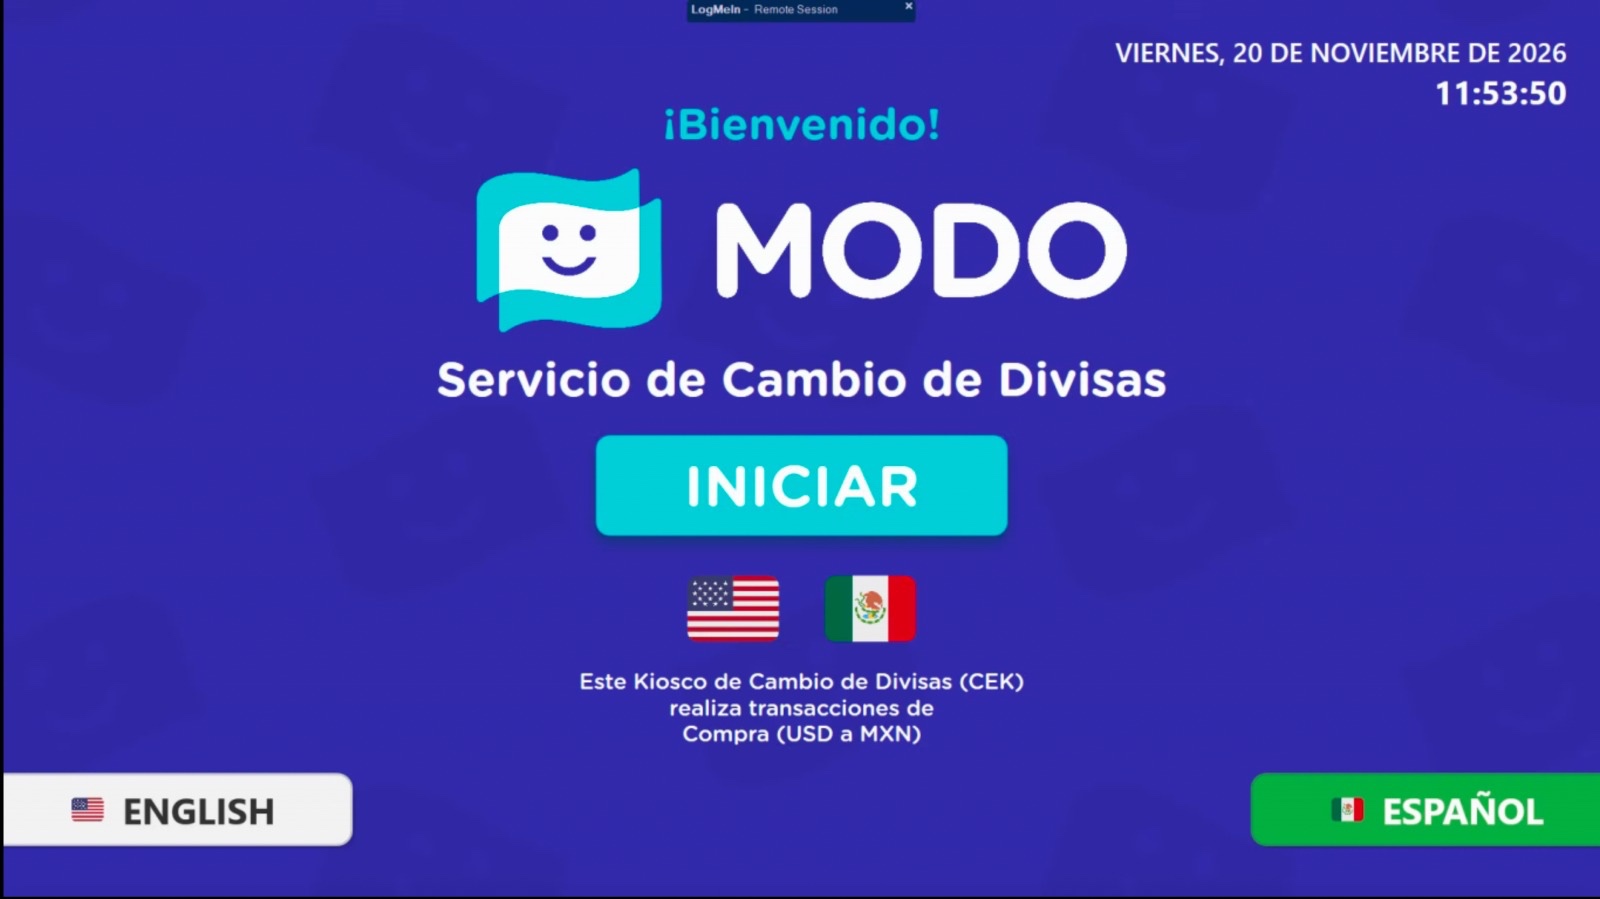 LogMeIn - Remote Session
VIERNES, 20 DE NOVIEMBRE DE 2026
11:53:50
¡Bienvenido!
MODO
Servicio de Cambio de Divisas
INICIAR
Este Kiosco de Cambio de Divisas (CEK)
realiza transacciones de
Compra (USD a MXN)
ENGLISH
ESPAÑOL